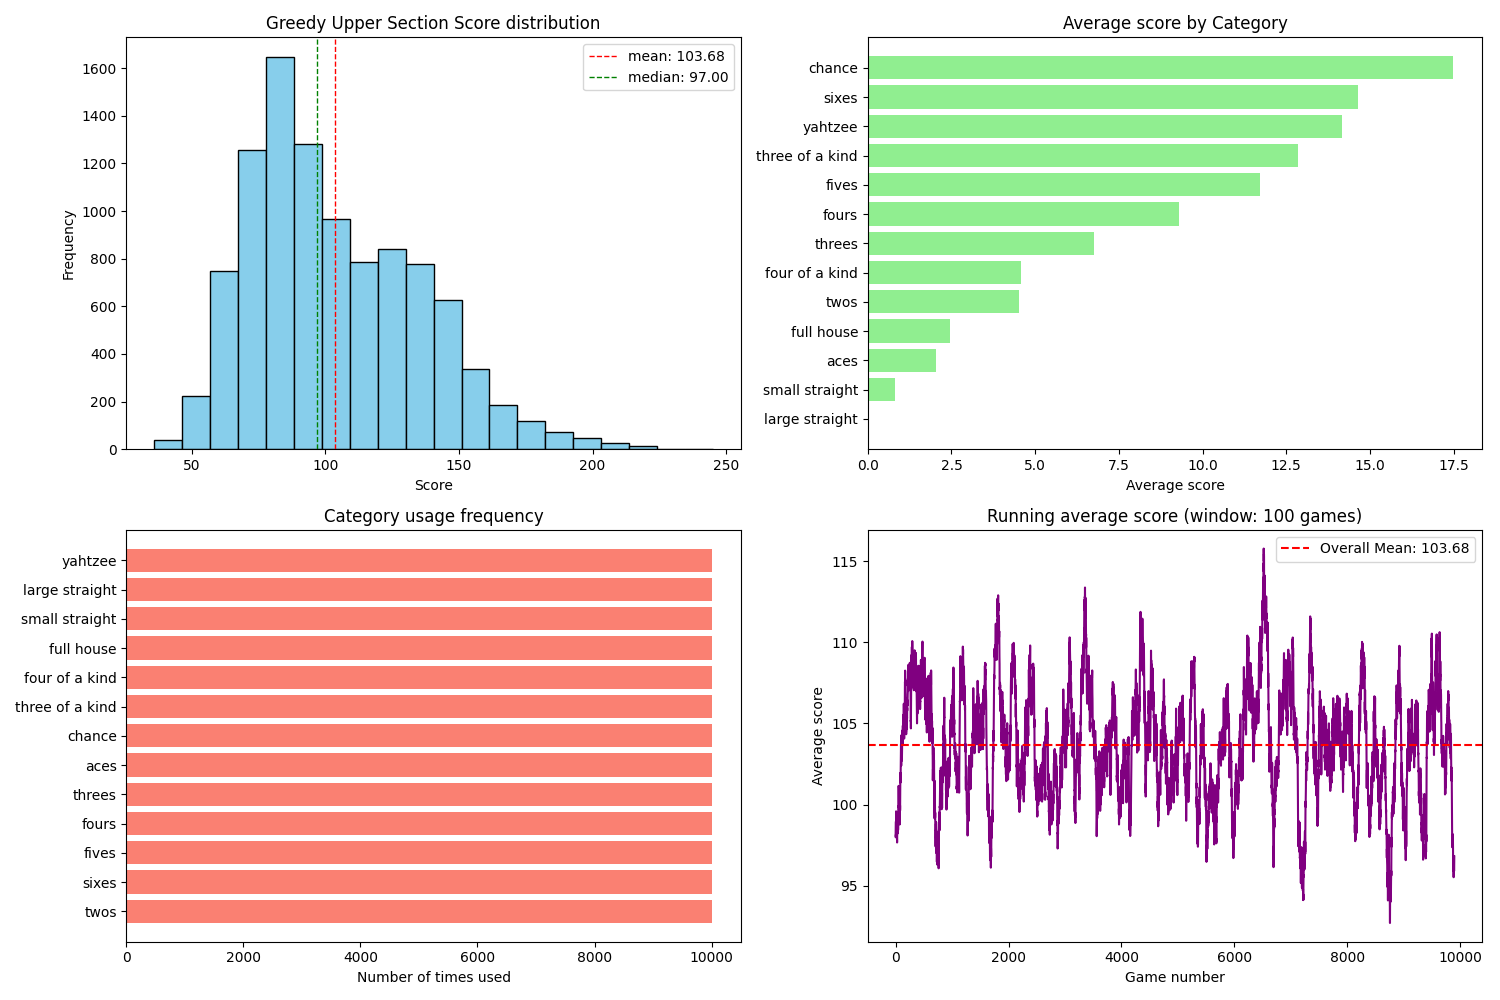 Greedy Upper Section Score distribution
mean: 103.68
median: 97.00
Frequency
1600
1400
1200
1000
800
600
400
200
0
50
100
150
200
250
Score
Average score by Category
chance
sixes
yahtzee
three of a kind
fives
fours
threes
four of a kind
twos
full house
aces
small straight
large straight
0.0
2.5
5.0
7.5
10.0
12.5
15.0
17.5
Average score
Category usage frequency
yahtzee
large straight
small straight
full house
four of a kind
three of a kind
chance
aces
threes
fours
fives
sixes
twos
0
2000
4000
6000
8000
10000
Number of times used
Running average score (window: 100 games)
Overall Mean: 103.68
Average score
115
110
105
100
95
0
2000
4000
6000
8000
10000
Game number